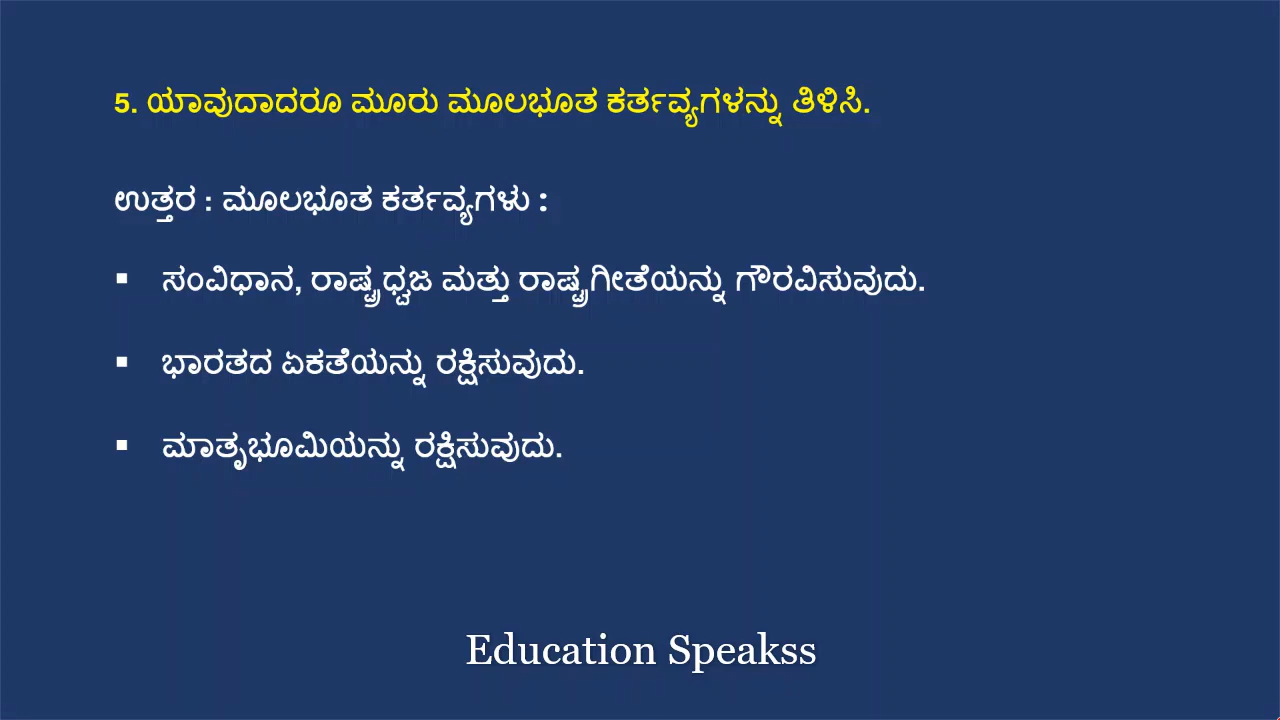 5. ಯಾವುದಾದರೂ ಮೂರು ಮೂಲಭೂತ ಕರ್ತವ್ಯಗಳನ್ನು ತಿಳಿಸಿ.
ಉತ್ತರ : ಮೂಲಭೂತ ಕರ್ತವ್ಯಗಳು :
▪ ಸಂವಿಧಾನ, ರಾಷ್ಟ್ರಧ್ವಜ ಮತ್ತು ರಾಷ್ಟ್ರಗೀತೆಯನ್ನು ಗೌರವಿಸುವುದು.
▪ ಭಾರತದ ಏಕತೆಯನ್ನು ರಕ್ಷಿಸುವುದು.
▪ ಮಾತೃಭೂಮಿಯನ್ನು ರಕ್ಷಿಸುವುದು.
Education Speakss